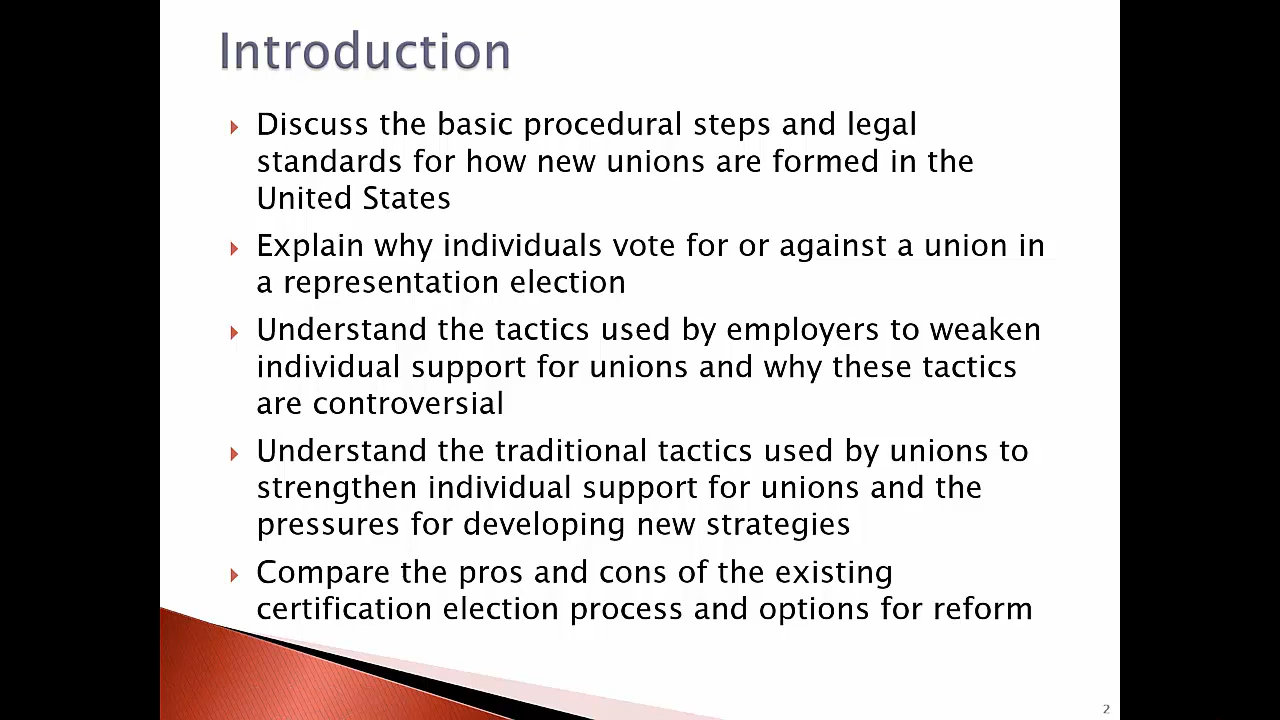 Introduction
Discuss the basic procedural steps and legal
standards for how new unions are formed in the
United States
Explain why individuals vote for or against a union in
a representation election
Understand the tactics used by employers to weaken
individual support for unions and why these tactics
are controversial
Understand the traditional tactics used by unions to
strengthen individual support for unions and the
pressures for developing new strategies
Compare the pros and cons of the existing
certification election process and options for reform
2